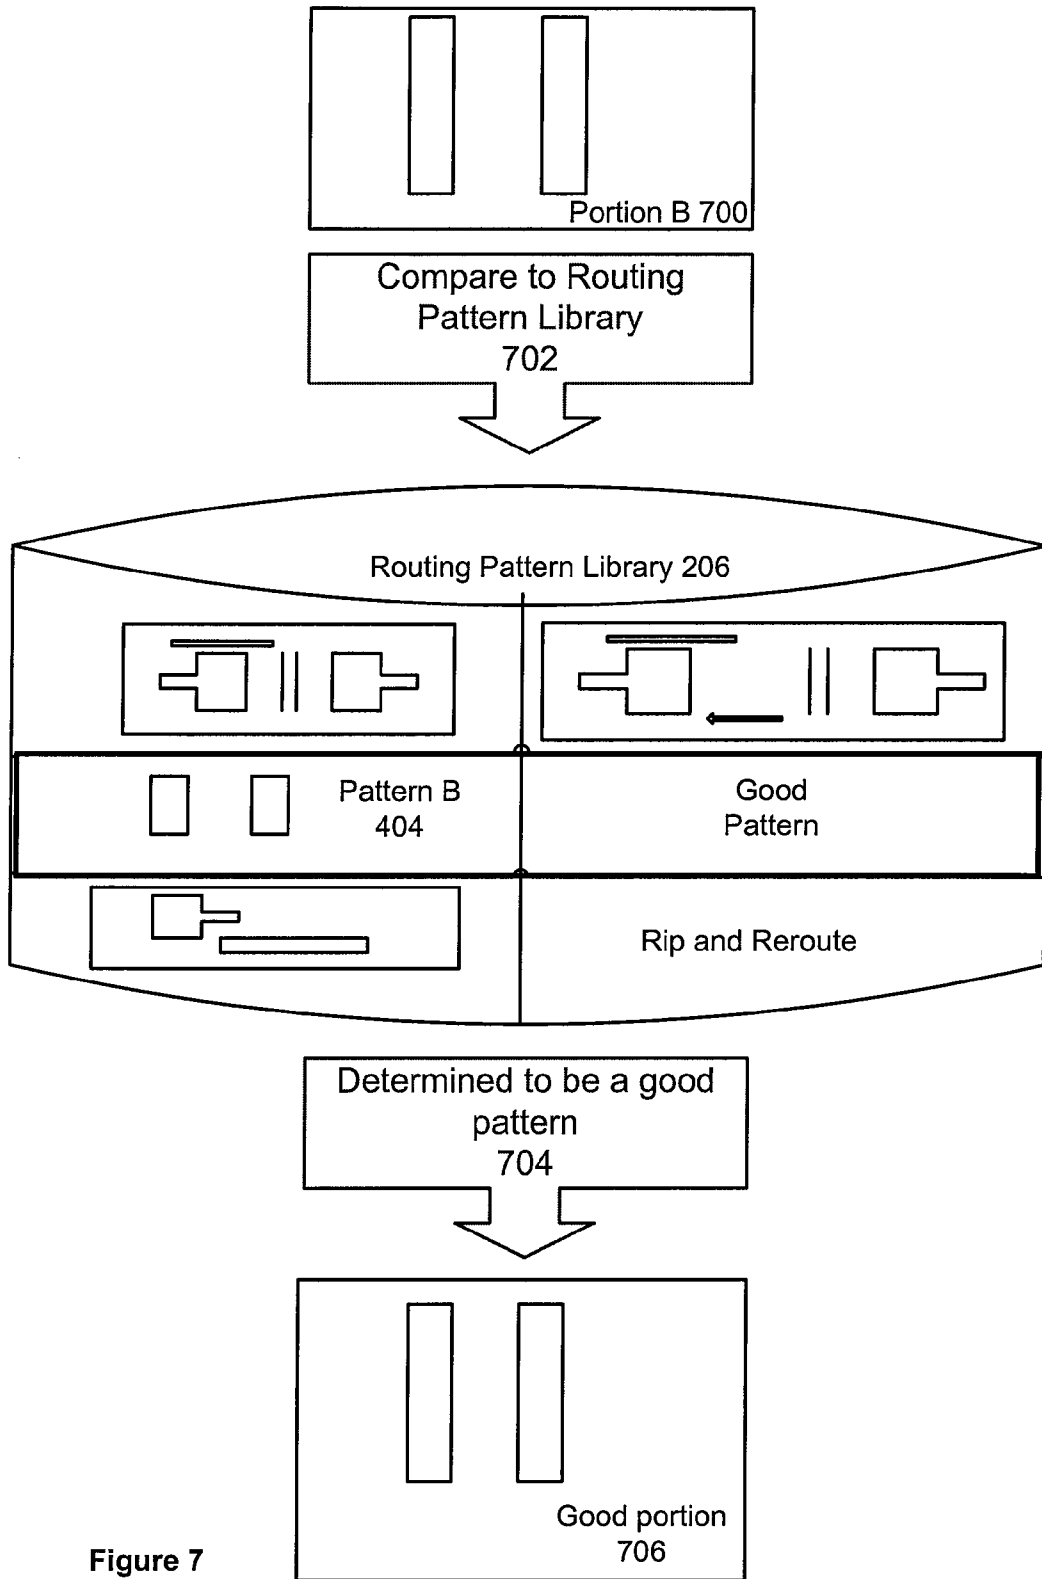 Portion B 700
Compare to Routing
Pattern Library
702
Routing Pattern Library 206
Pattern B
404
Good
Pattern
Rip and Reroute
Determined to be a good
pattern
704
Good portion
706
Figure 7